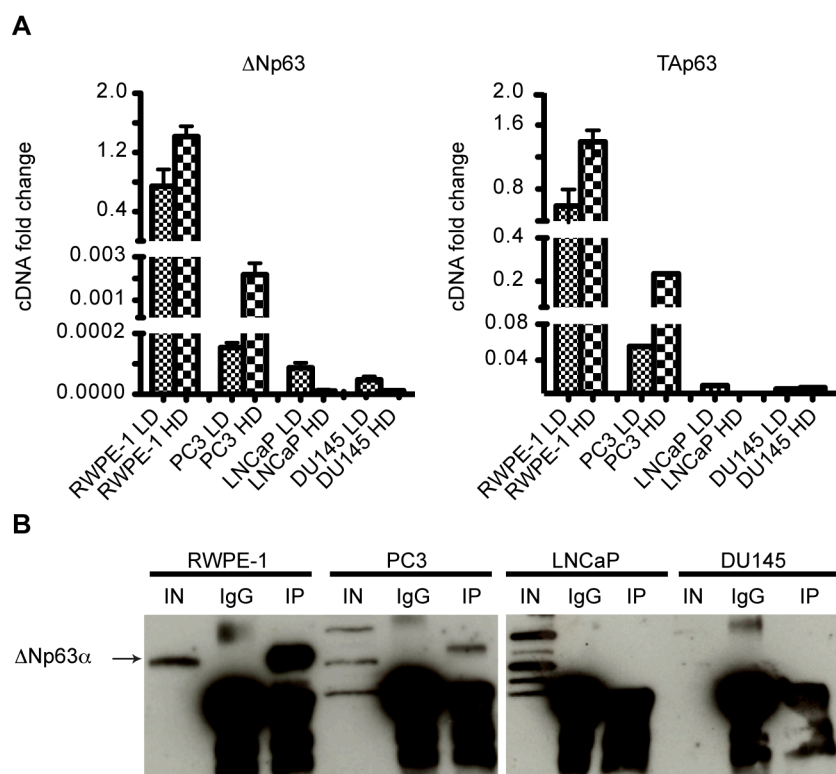 A
ΔNp63
cDNA fold change
2.0
1.2
0.4
0.003
0.001
0.0002
0.0000
RWPE-1 LD
RWPE-1 HD
PC3 LD
PC3 HD
LNCaP LD
LNCaP HD
DU145 LD
DU145 HD
TAp63
cDNA fold change
2.0
1.6
0.8
0.4
0.2
0.08
0.04
RWPE-1 LD
RWPE-1 HD
PC3 LD
PC3 HD
LNCaP LD
LNCaP HD
DU145 LD
DU145 HD
B
RWPE-1 PC3 LNCaP DU145
IN IgG IP IN IgG IP IN IgG IP IN IgG IP
ΔNp63α →